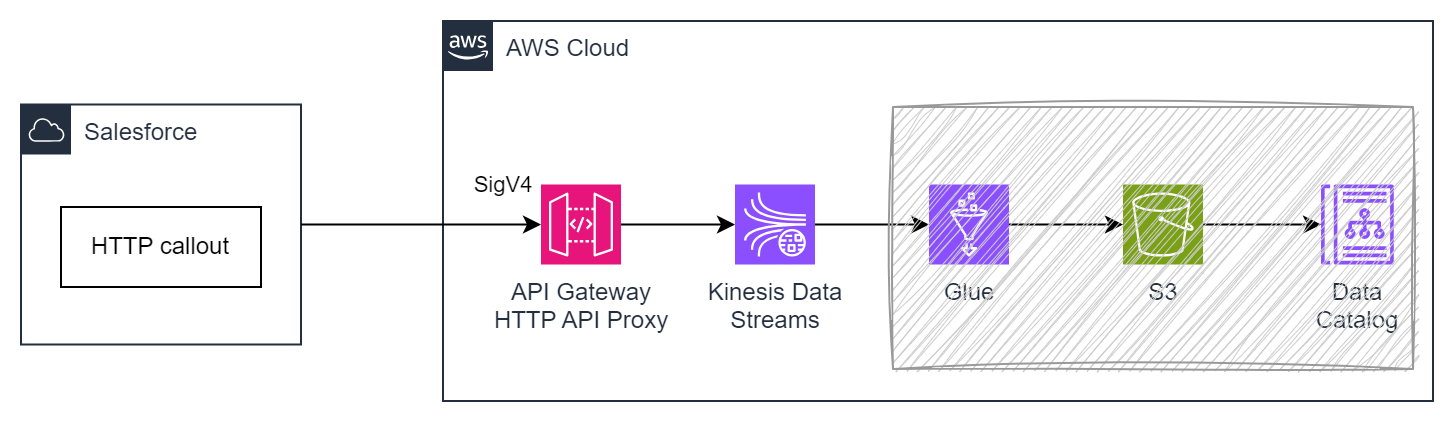 aws
AWS Cloud
Salesforce
HTTP callout
SigV4
</>
API Gateway
HTTP API Proxy
Kinesis Data
Streams
Glue
S3
Data
Catalog